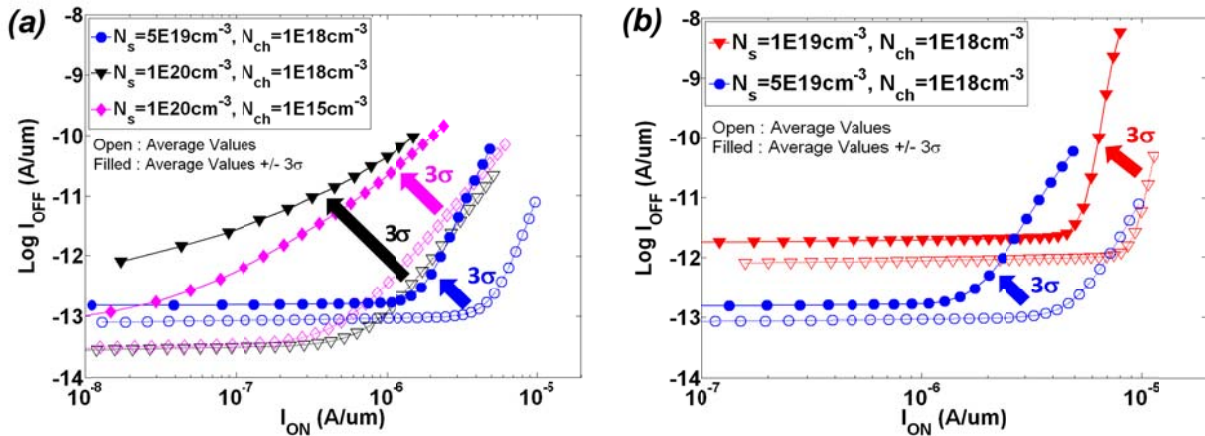 (a)
N_s=5E19cm^-3, N_ch=1E18cm^-3
N_s=1E20cm^-3, N_ch=1E18cm^-3
N_s=1E20cm^-3, N_ch=1E15cm^-3
Open : Average Values
Filled : Average Values +/- 3σ
3σ
3σ
3σ
-8
-9
-10
-11
-12
-13
-14
Log I_OFF (A/um)
10^-8
10^-7
10^-6
10^-5
I_ON (A/um)
(b)
N_s=1E19cm^-3, N_ch=1E18cm^-3
N_s=5E19cm^-3, N_ch=1E18cm^-3
Open : Average Values
Filled : Average Values +/- 3σ
3σ
3σ
-8
-9
-10
-11
-12
-13
-14
Log I_OFF (A/um)
10^-7
10^-6
10^-5
I_ON (A/um)